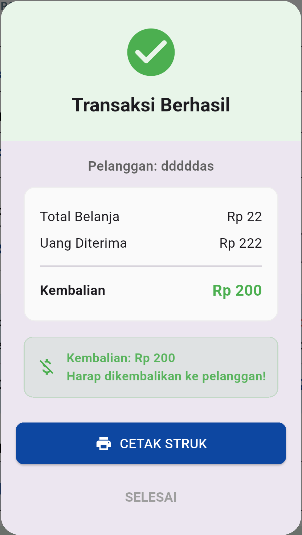 Transaksi Berhasil
Pelanggan: dddddas
Total Belanja Rp 22
Uang Diterima Rp 222
Kembalian Rp 200
Kembalian: Rp 200
Harap dikembalikan ke pelanggan!
CETAK STRUK
SELESAI